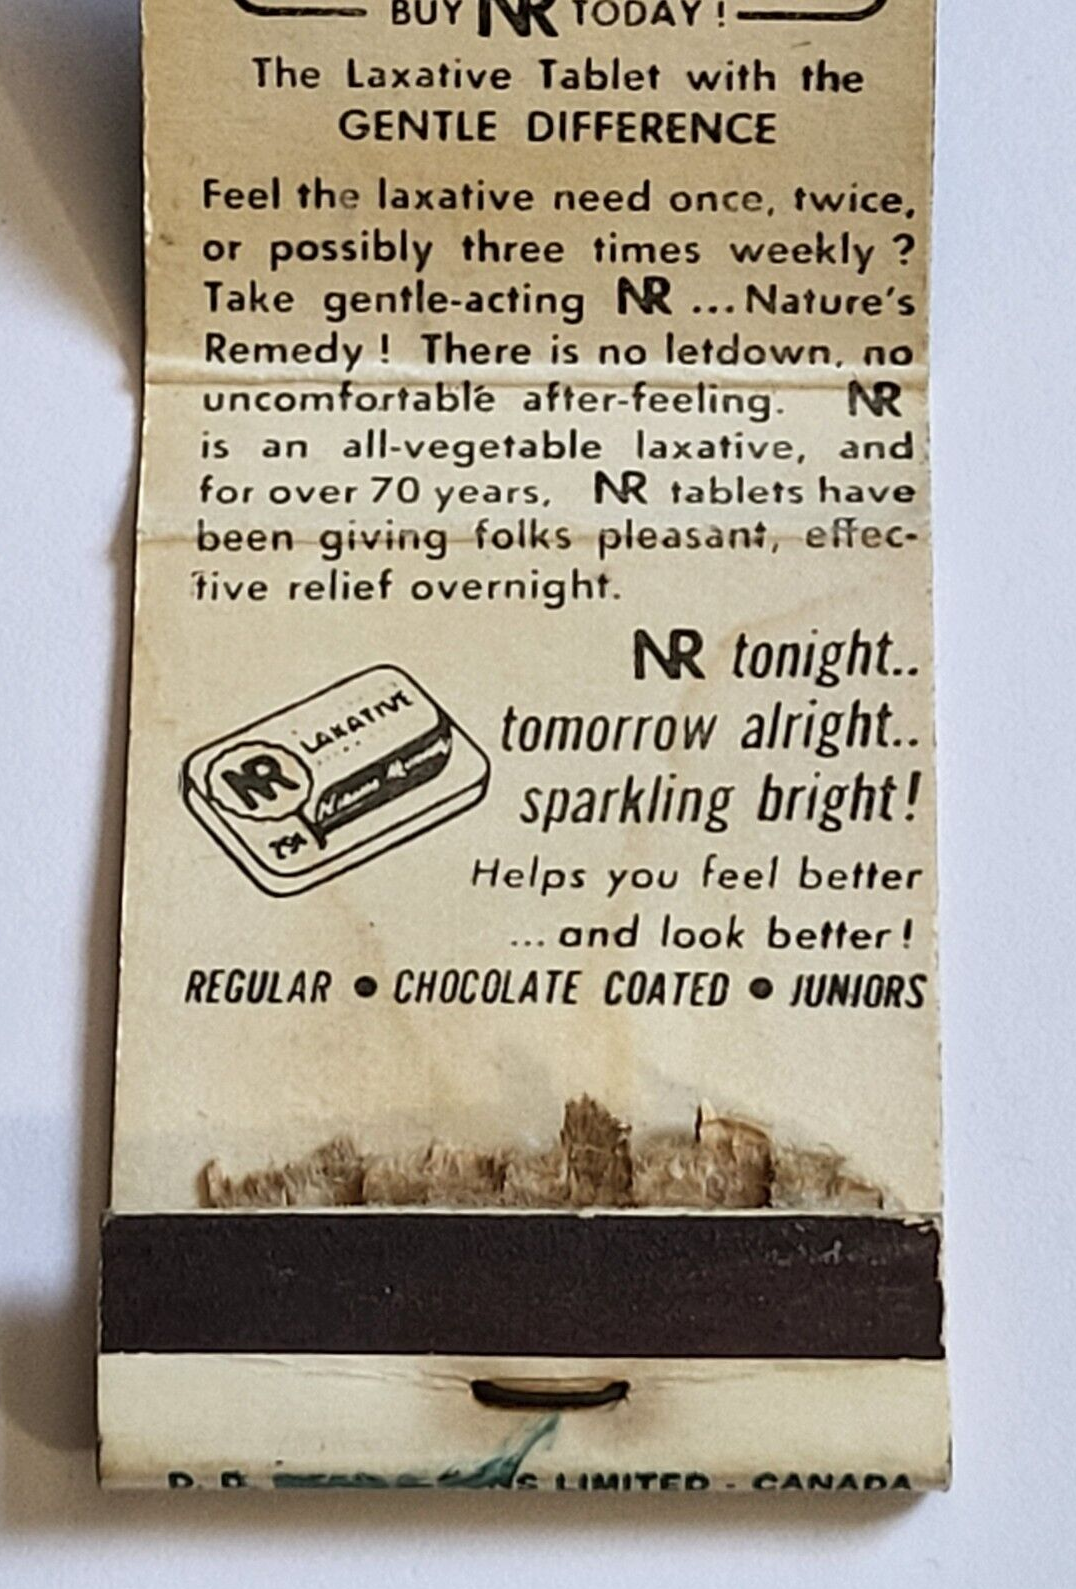 BUY NR TODAY!
The Laxative Tablet with the
GENTLE DIFFERENCE
Feel the laxative need once, twice,
or possibly three times weekly ?
Take gentle-acting NR ... Nature's
Remedy ! There is no letdown, no
uncomfortable after-feeling. NR
is an all-vegetable laxative, and
for over 70 years, NR tablets have
been giving folks pleasant, effec-
tive relief overnight.
NR tonight..
tomorrow alright..
sparkling bright!
LAXATIVE
NR
Helps you feel better
... and look better !
REGULAR • CHOCOLATE COATED • JUNIORS
LIMITED - CANADA